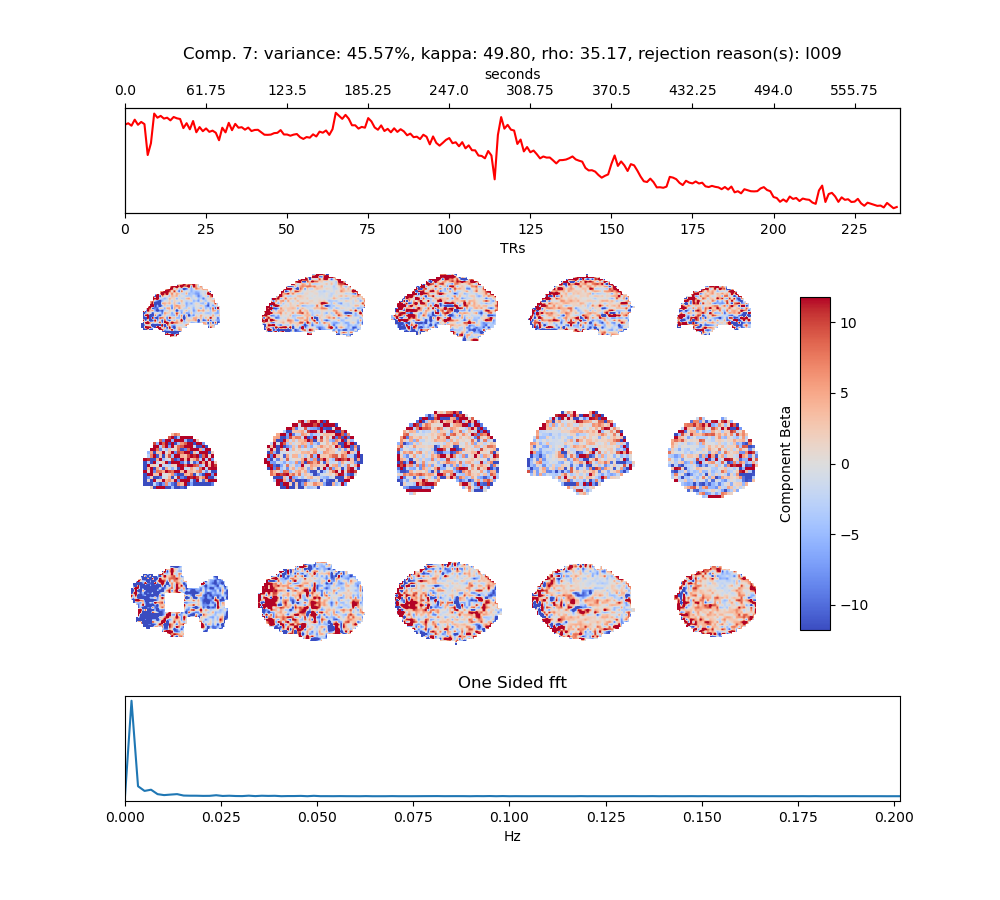 Comp. 7: variance: 45.57%, kappa: 49.80, rho: 35.17, rejection reason(s): I009
seconds
0.0 61.75 123.5 185.25 247.0 308.75 370.5 432.25 494.0 555.75
0 25 50 75 100 125 150 175 200 225
TRs
10
5
0
−5
−10
Component Beta
One Sided fft
0.000 0.025 0.050 0.075 0.100 0.125 0.150 0.175 0.200
Hz